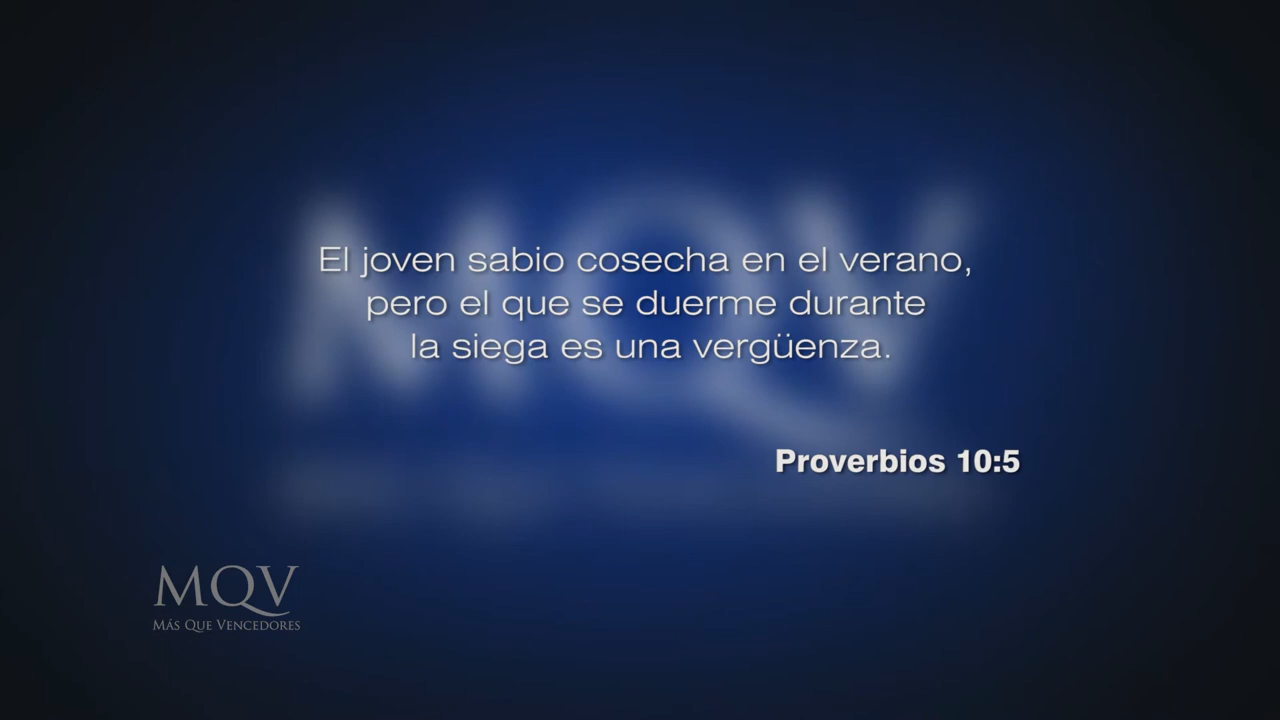 El joven sabio cosecha en el verano,
pero el que se duerme durante
la siega es una vergüenza.
Proverbios 10:5
MQV
MÁS QUE VENCEDORES